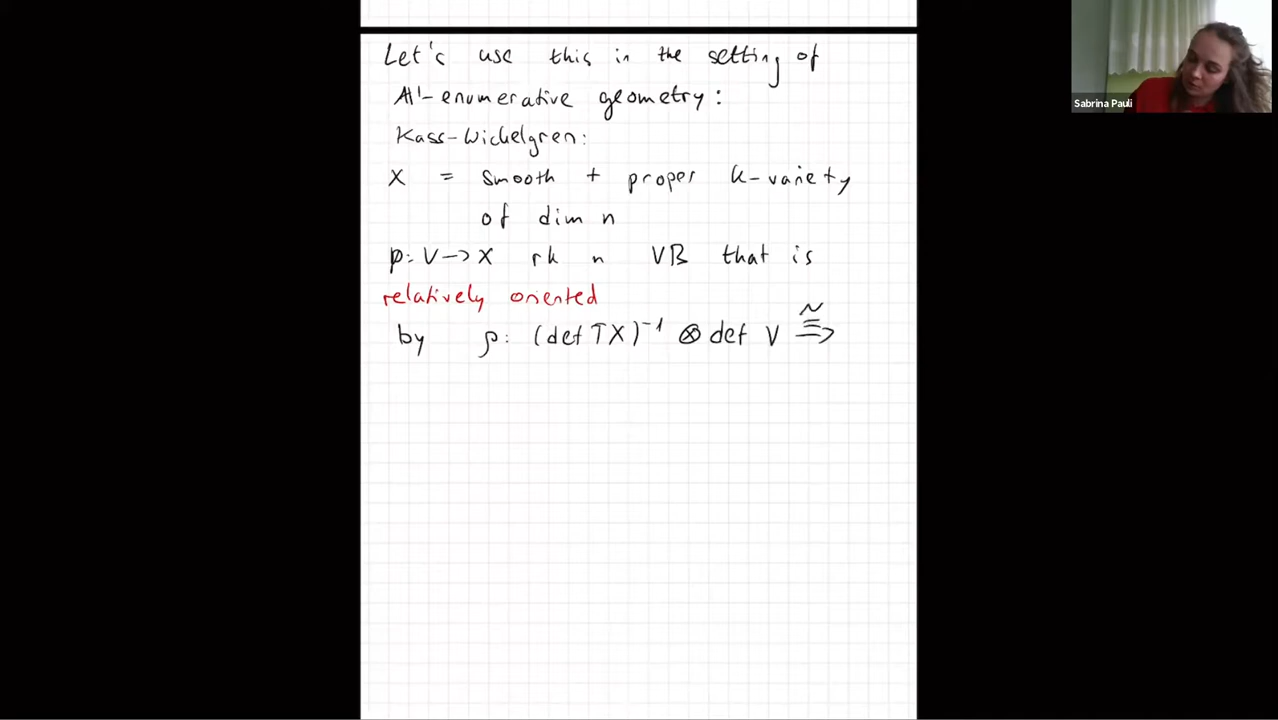 Let's use this in the setting of
A¹-enumerative geometry:
Kass-Wickelgren:
X = smooth + proper k-variety
of dim n
p: V → X rk n VB that is
relatively oriented
by ρ: (det TX)⁻¹ ⊗ det V ≅→
Sabrina Pauli